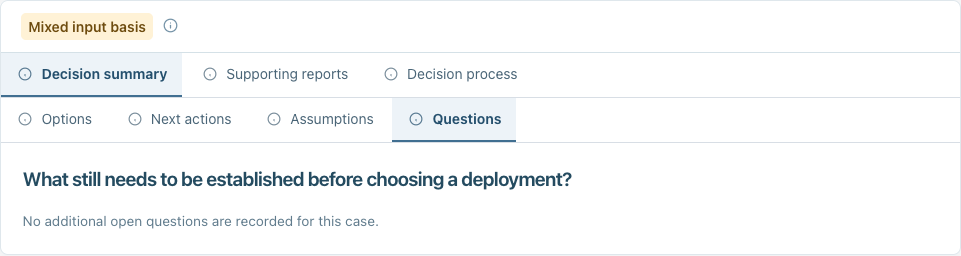 Mixed input basis
Decision summary Supporting reports Decision process
Options Next actions Assumptions Questions
What still needs to be established before choosing a deployment?
No additional open questions are recorded for this case.